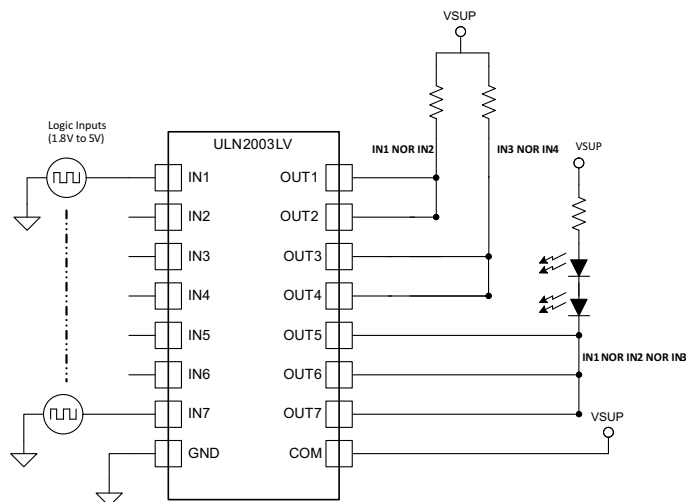 VSUP
Logic Inputs
(1.8V to 5V)
ULN2003LV
IN1 NOR IN2
IN3 NOR IN4
VSUP
IN1
OUT1
IN2
OUT2
IN3
OUT3
IN4
OUT4
IN5
OUT5
IN1 NOR IN2 NOR IN3
IN6
OUT6
IN7
OUT7
VSUP
GND
COM